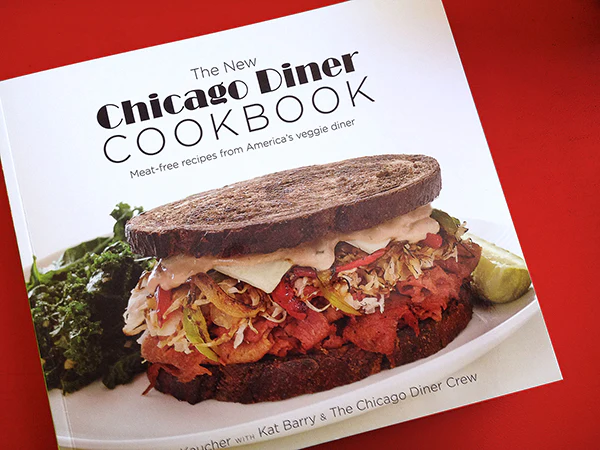 The New
Chicago Diner
COOKBOOK
Meat-free recipes from America's veggie diner
Kaucher WITH Kat Barry & The Chicago Diner Crew